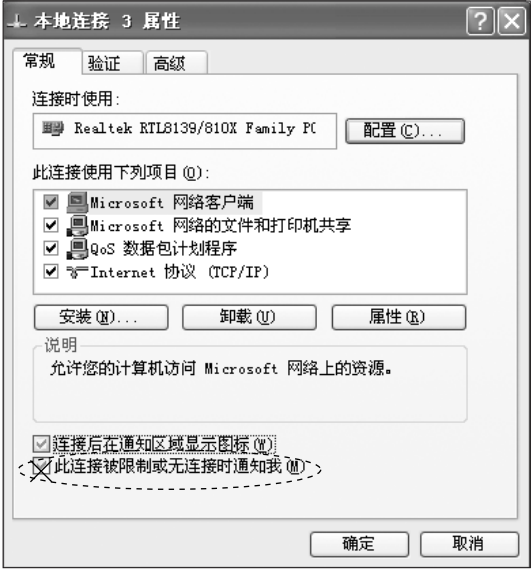 本地连接 3 属性
常规 验证 高级
连接时使用:
Realtek RTL8139/810X Family PC 配置(C)...
此连接使用下列项目(O):
Microsoft 网络客户端
Microsoft 网络的文件和打印机共享
QoS 数据包计划程序
Internet 协议 (TCP/IP)
安装(N)... 卸载(U) 属性(R)
说明
允许您的计算机访问 Microsoft 网络上的资源。
连接后在通知区域显示图标(W)
此连接被限制或无连接时通知我(M)
确定 取消